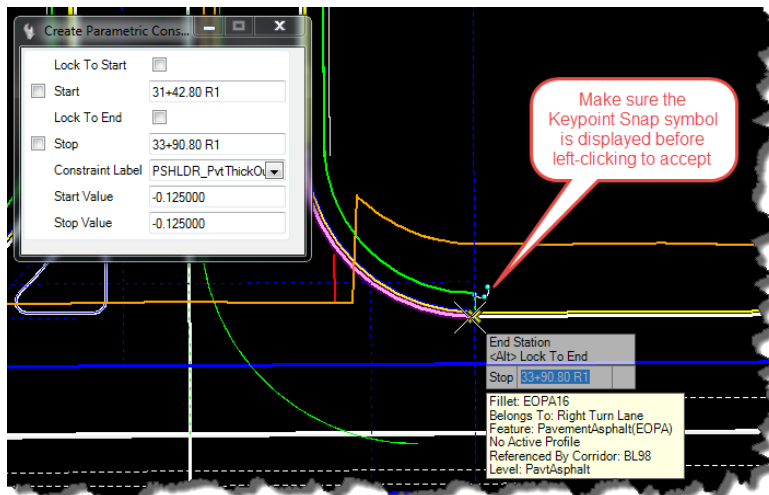 Create Parametric Cons...
Lock To Start
Start 31+42.80 R1
Lock To End
Stop 33+90.80 R1
Constraint Label PSHLDR_PvtThickOu
Start Value -0.125000
Stop Value -0.125000
Make sure the
Keypoint Snap symbol
is displayed before
left-clicking to accept
End Station
<Alt> Lock To End
Stop 33+90.80 R1
Fillet: EOPA16
Belongs To: Right Turn Lane
Feature: PavementAsphalt(EOPA)
No Active Profile
Referenced By Corridor: BL98
Level: PavtAsphalt